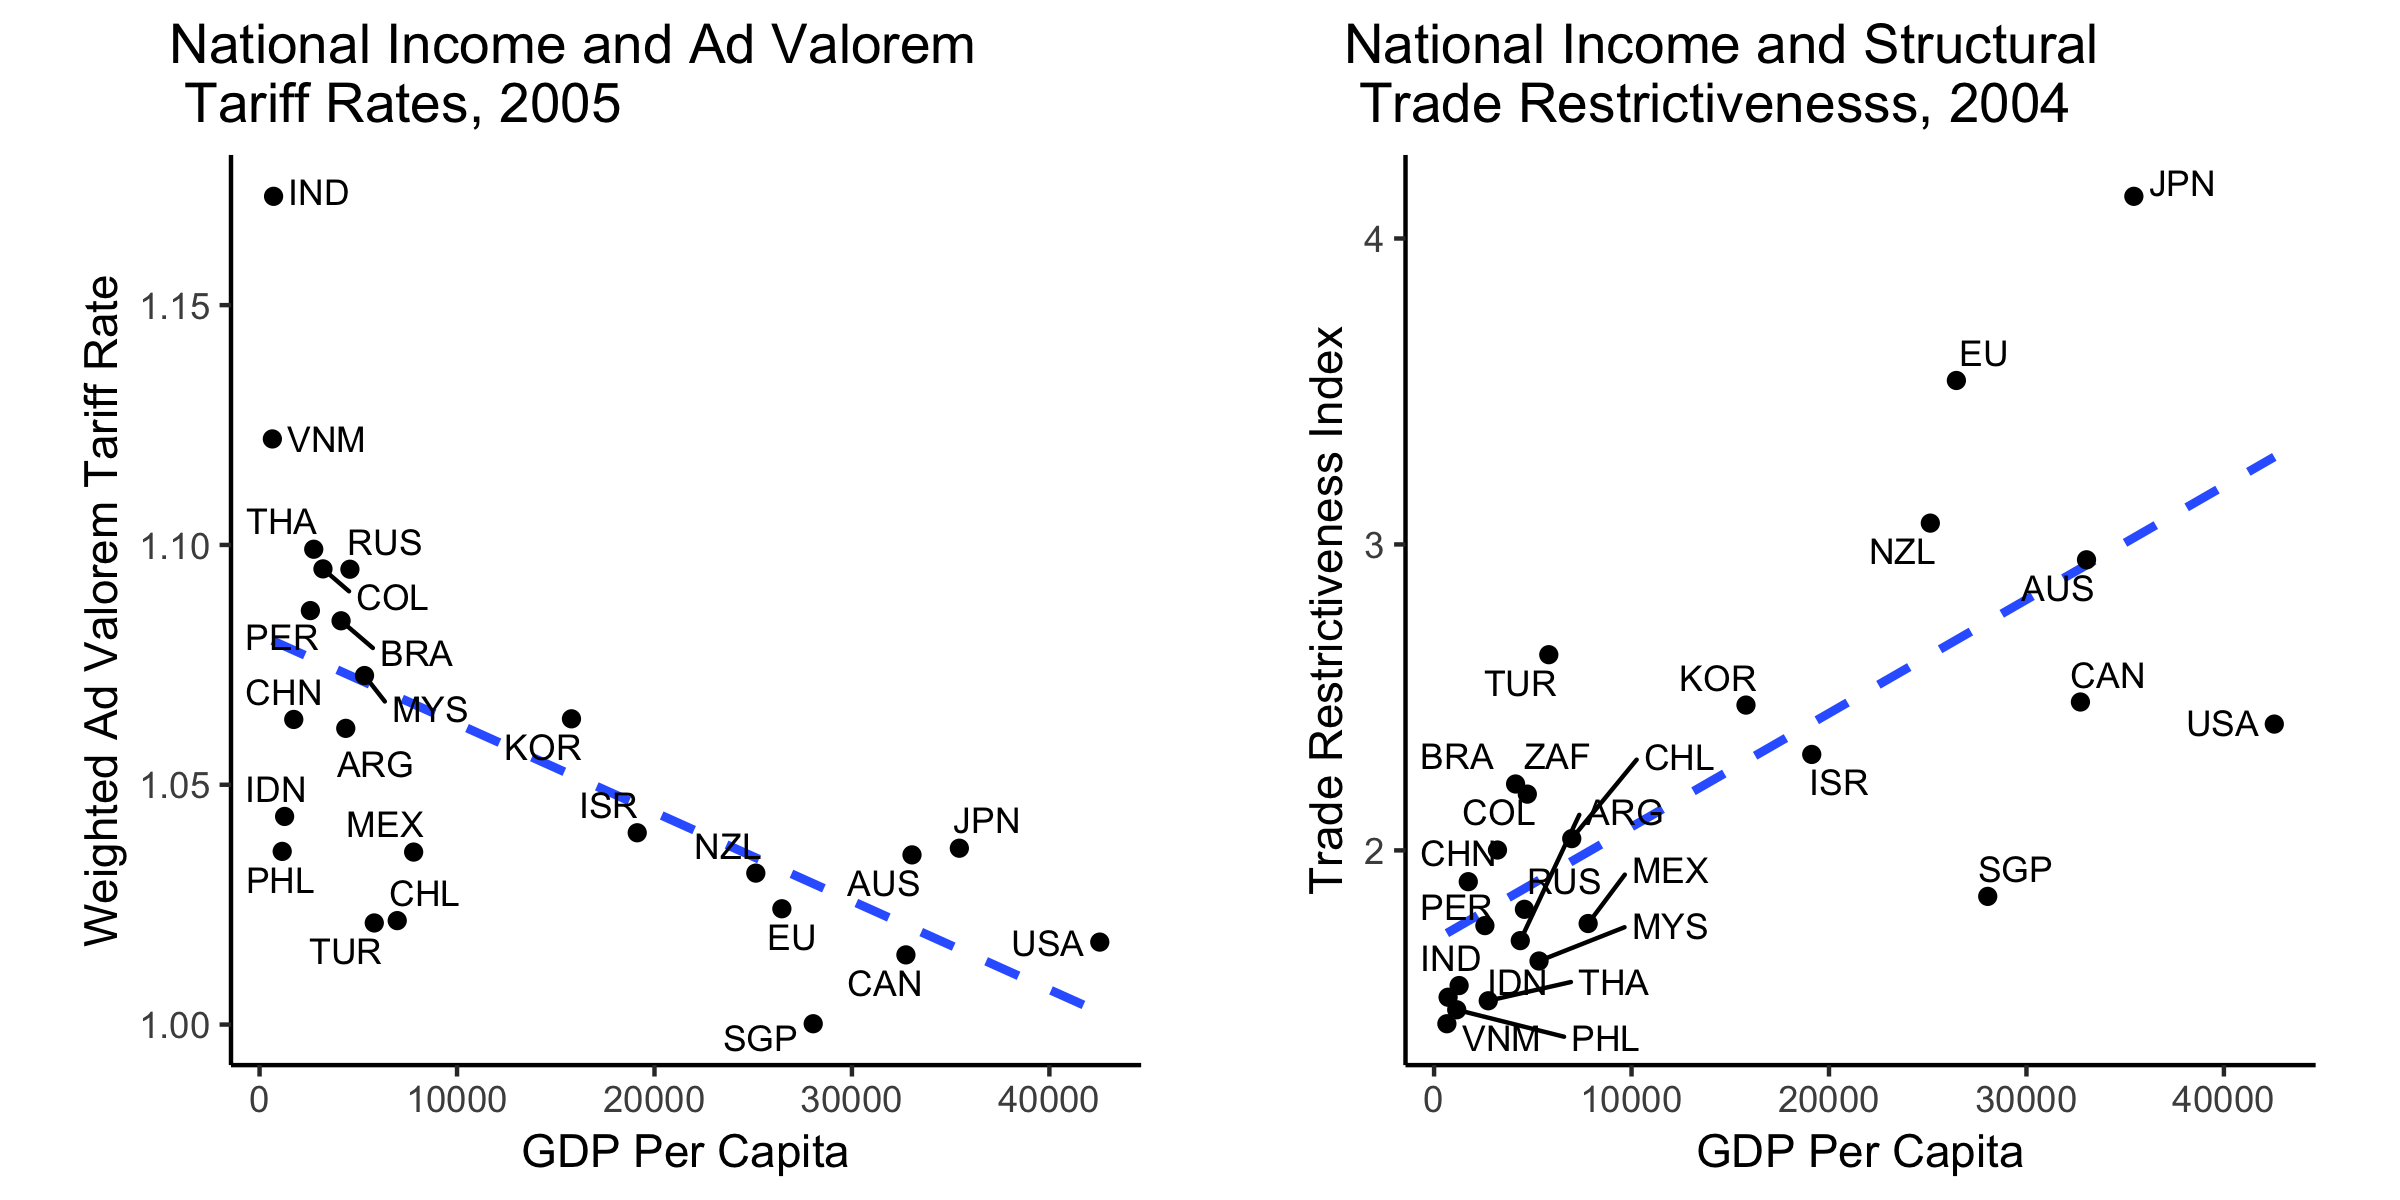 National Income and Ad Valorem
Tariff Rates, 2005
Weighted Ad Valorem Tariff Rate
1.15
1.10
1.05
1.00
IND
VNM
THA
RUS
COL
PER
BRA
CHN
MYS
ARG
KOR
IDN
ISR
MEX
JPN
NZL
PHL
AUS
CHL
EU
USA
TUR
CAN
SGP
0
10000
20000
30000
40000
GDP Per Capita
National Income and Structural
Trade Restrictivenesss, 2004
Trade Restrictiveness Index
4
3
2
JPN
EU
NZL
AUS
TUR
KOR
CAN
USA
BRA
ZAF
CHL
ISR
COL
ARG
CHN
RUS
MEX
SGP
PER
MYS
IND
IDN
THA
VNM
PHL
0
10000
20000
30000
40000
GDP Per Capita